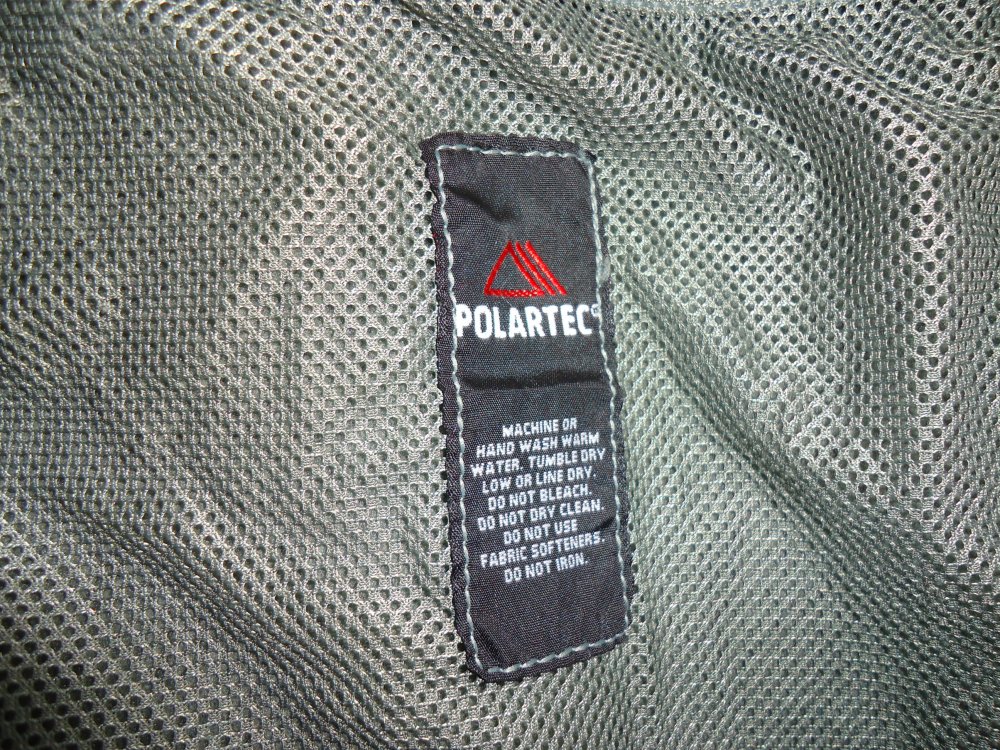 POLARTEC®
MACHINE OR
HAND WASH WARM
WATER. TUMBLE DRY
LOW OR LINE DRY.
DO NOT BLEACH.
DO NOT DRY CLEAN.
DO NOT USE
FABRIC SOFTENERS.
DO NOT IRON.